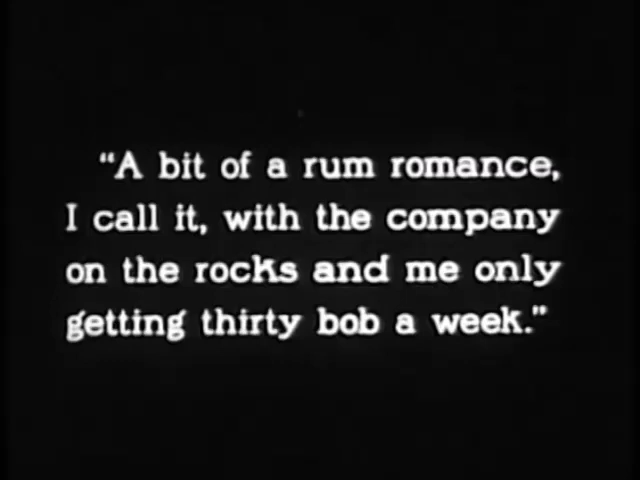 "A bit of a rum romance,
I call it, with the company
on the rocks and me only
getting thirty bob a week."